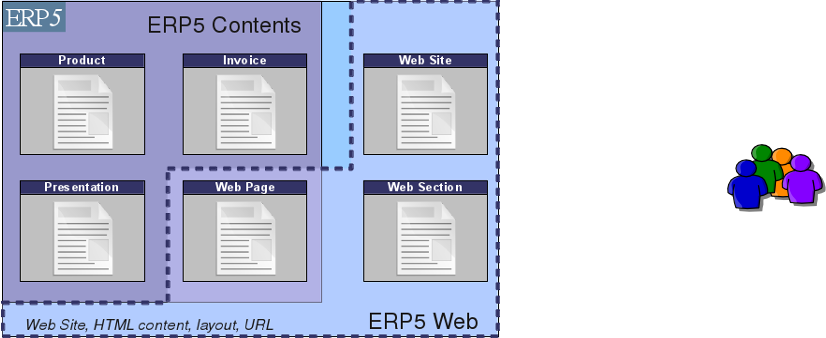 ERP5
ERP5 Contents
Product
Invoice
Web Site
Presentation
Web Page
Web Section
Web Site, HTML content, layout, URL
ERP5 Web